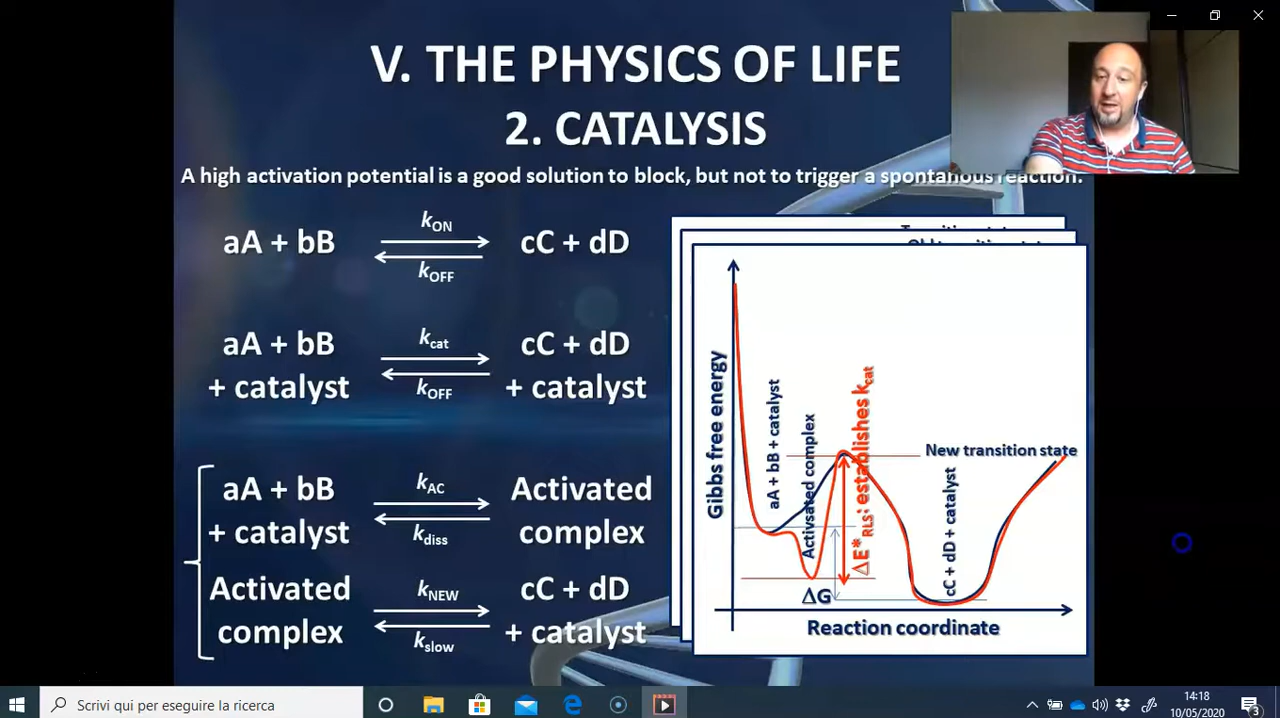 V. THE PHYSICS OF LIFE
2. CATALYSIS
A high activation potential is a good solution to block, but not to trigger a spontanous reaction.
aA + bB
kON
kOFF
cC + dD
aA + bB
+ catalyst
kcat
kOFF
cC + dD
+ catalyst
aA + bB
+ catalyst
kAC
kdiss
Activated
complex
Activated
complex
kNEW
kslow
cC + dD
+ catalyst
Gibbs free energy
aA + bB + catalyst
Activsated complex
ΔE*RLS: establishes kcat
New transition state
cC + dD + catalyst
ΔG
Reaction coordinate
Scrivi qui per eseguire la ricerca
14:18
10/05/2020
3